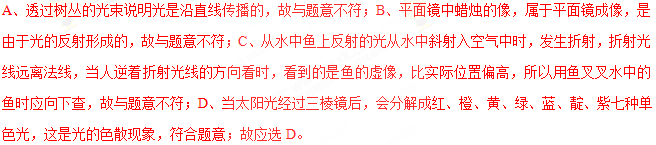 A、透过树丛的光束说明光是沿直线传播的，故与题意不符；B、平面镜中蜡烛的像，属于平面镜成像，是
由于光的反射形成的，故与题意不符；C、从水中鱼上反射的光从水中斜射入空气中时，发生折射，折射光
线远离法线，当人逆着折射光线的方向看时，看到的是鱼的虚像，比实际位置偏高，所以用鱼叉叉水中的
鱼时应向下查，故与题意不符；D、当太阳光经过三棱镜后，会分解成红、橙、黄、绿、蓝、靛、紫七种单
色光，这是光的色散现象，符合题意；故应选 D。